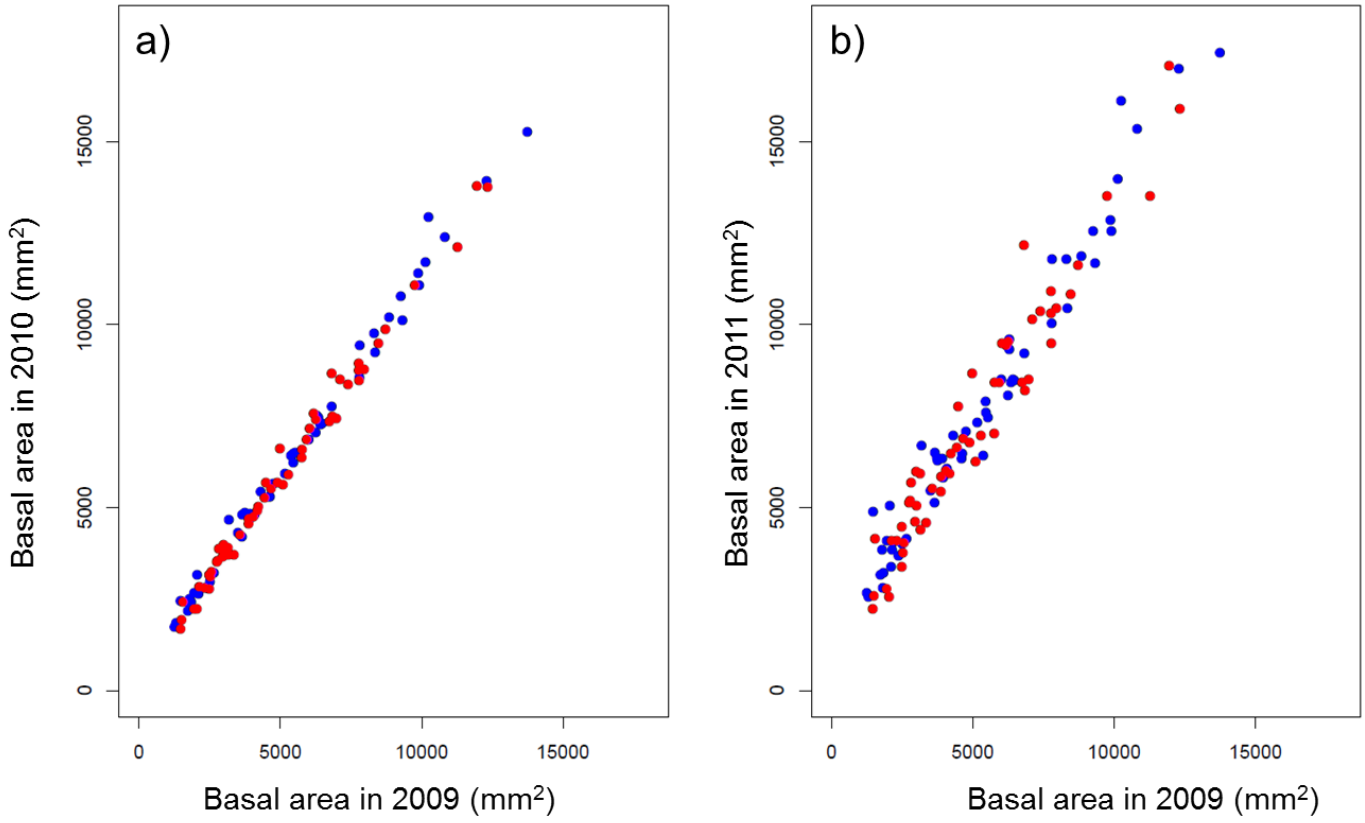 a)
Basal area in 2010 (mm²)
15000
10000
5000
0
0 5000 10000 15000
Basal area in 2009 (mm²)
b)
Basal area in 2011 (mm²)
15000
10000
5000
0
0 5000 10000 15000
Basal area in 2009 (mm²)